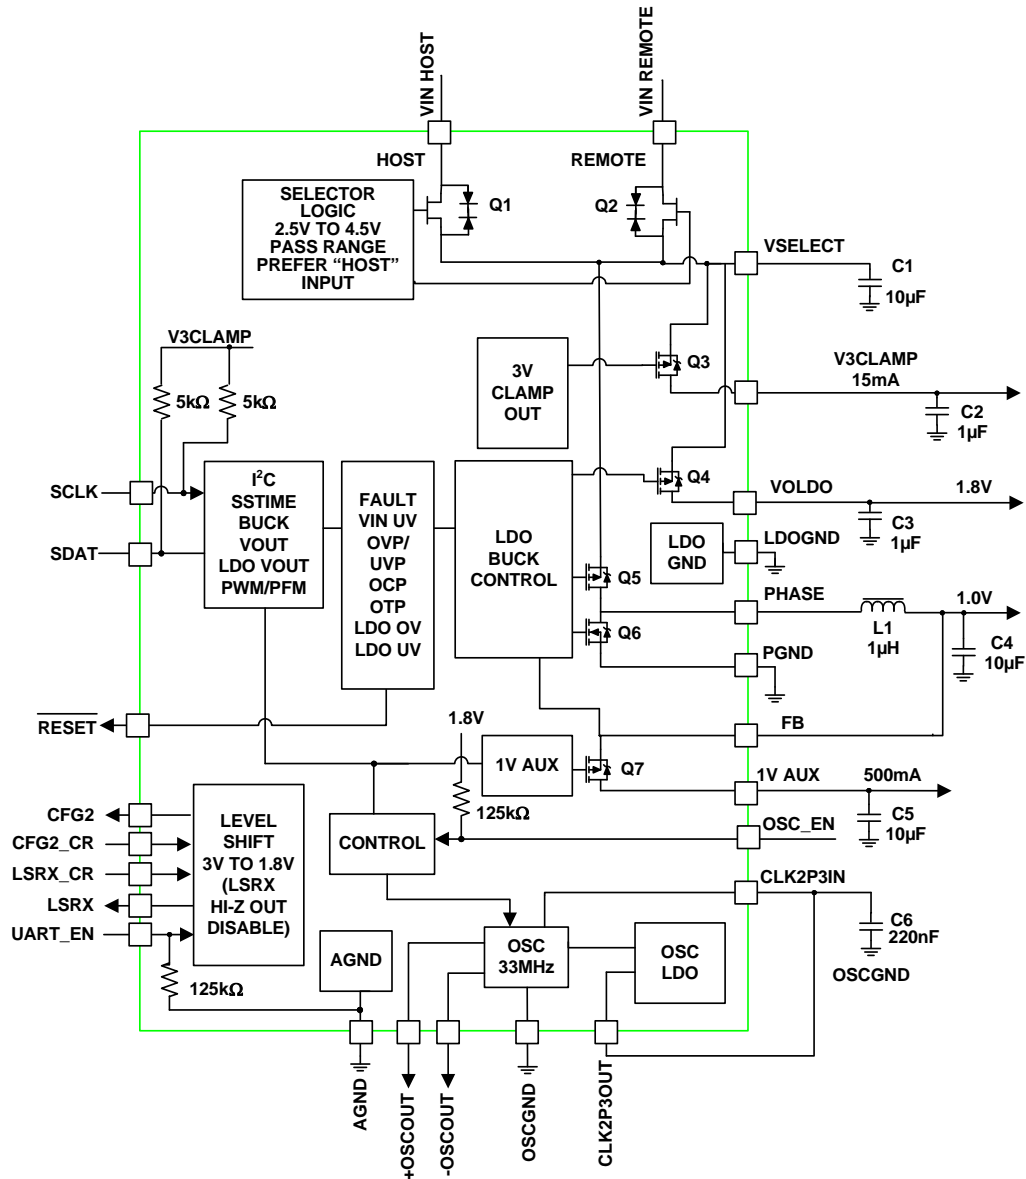 VIN HOST
VIN REMOTE
HOST
REMOTE
SELECTOR
LOGIC
2.5V TO 4.5V
PASS RANGE
PREFER “HOST”
INPUT
Q1
Q2
VSELECT
C1
10µF
V3CLAMP
5kΩ
5kΩ
3V
CLAMP
OUT
Q3
V3CLAMP
15mA
C2
1µF
SCLK
SDAT
I²C
SSTIME
BUCK
VOUT
LDO VOUT
PWM/PFM
FAULT
VIN UV
OVP/
UVP
OCP
OTP
LDO OV
LDO UV
LDO
BUCK
CONTROL
Q4
VOLDO
1.8V
C3
1µF
LDO
GND
LDOGND
Q5
PHASE
1.0V
L1
1µH
C4
10µF
Q6
PGND
RESET
1.8V
FB
1V AUX
Q7
1V AUX
500mA
C5
10µF
125kΩ
CONTROL
OSC_EN
CFG2
CFG2_CR
LSRX_CR
LSRX
UART_EN
LEVEL
SHIFT
3V TO 1.8V
(LSRX
HI-Z OUT
DISABLE)
125kΩ
AGND
OSC
33MHz
OSC
LDO
CLK2P3IN
C6
220nF
OSCGND
AGND
+OSCOUT
-OSCOUT
OSCGND
CLK2P3OUT